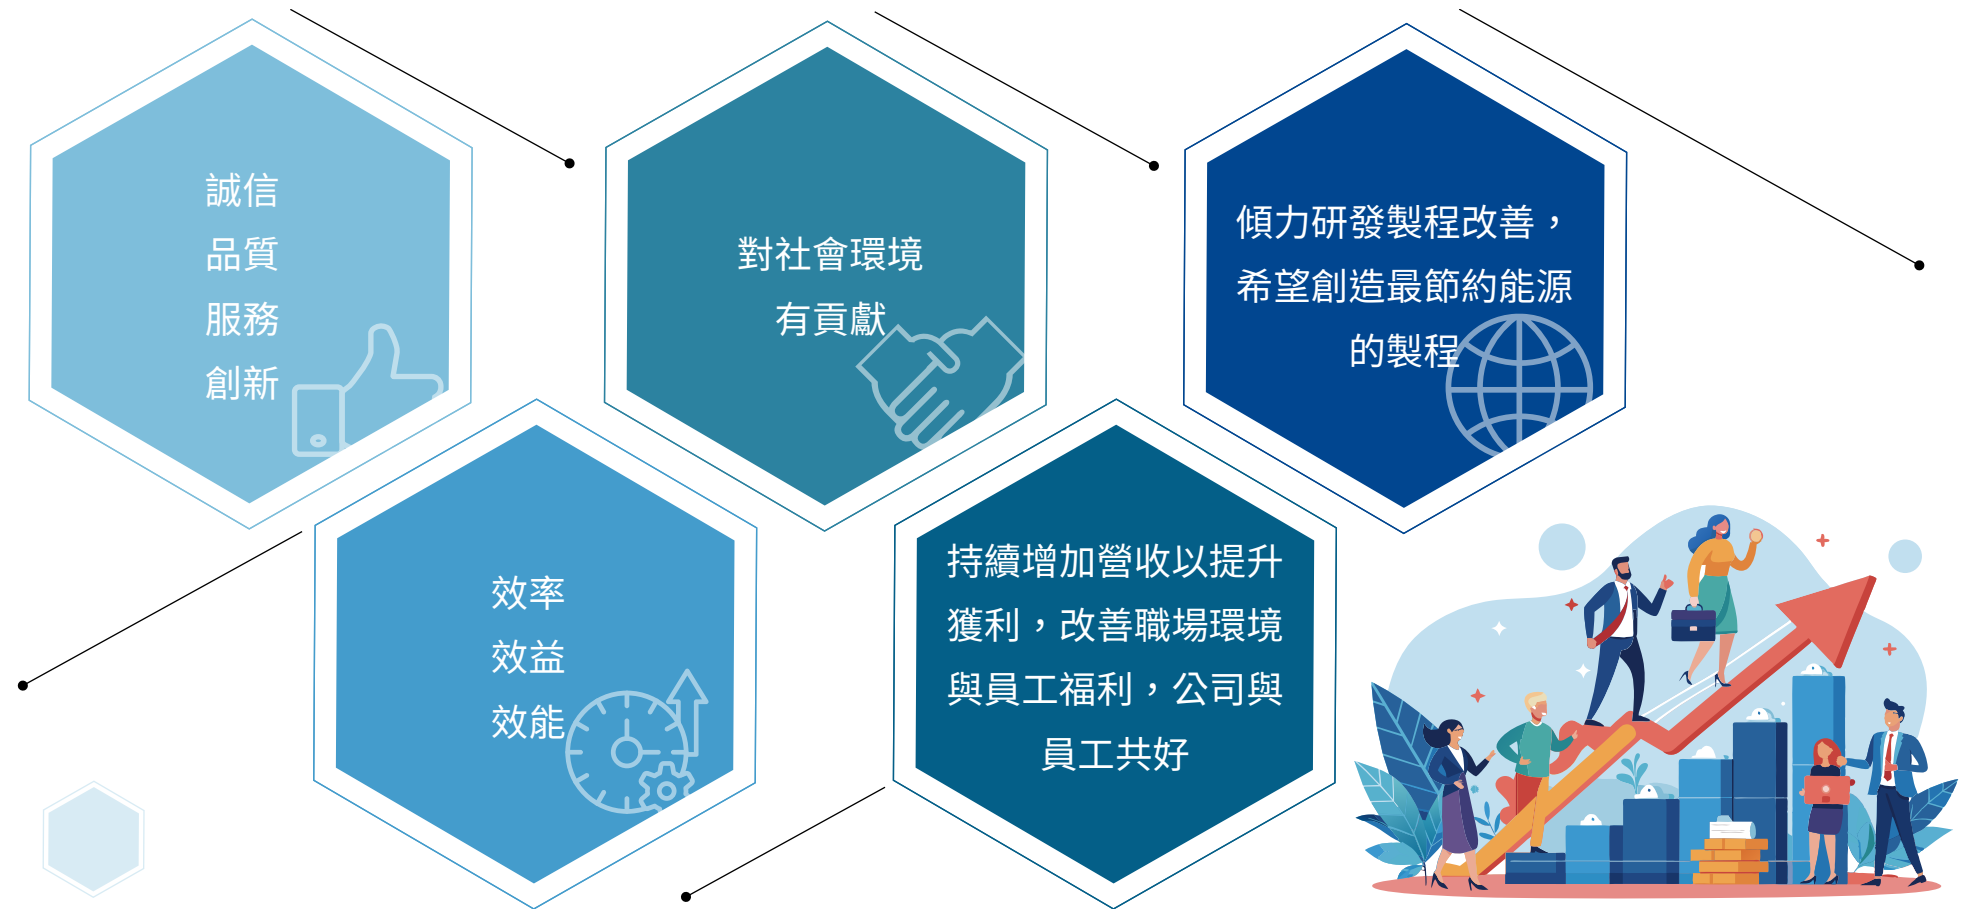 誠信
品質
服務
創新
效率
效益
效能
對社會環境
有貢獻
持續增加營收以提升
獲利，改善職場環境
與員工福利，公司與
員工共好
傾力研發製程改善，
希望創造最節約能源
的製程